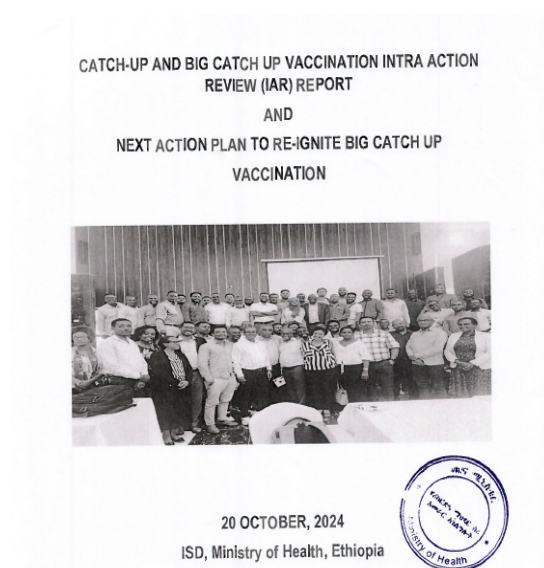 CATCH-UP AND BIG CATCH UP VACCINATION INTRA ACTION
REVIEW (IAR) REPORT
AND
NEXT ACTION PLAN TO RE-IGNITE BIG CATCH UP
VACCINATION
20 OCTOBER, 2024
ISD, Ministry of Health, Ethiopia
Ministry of Health